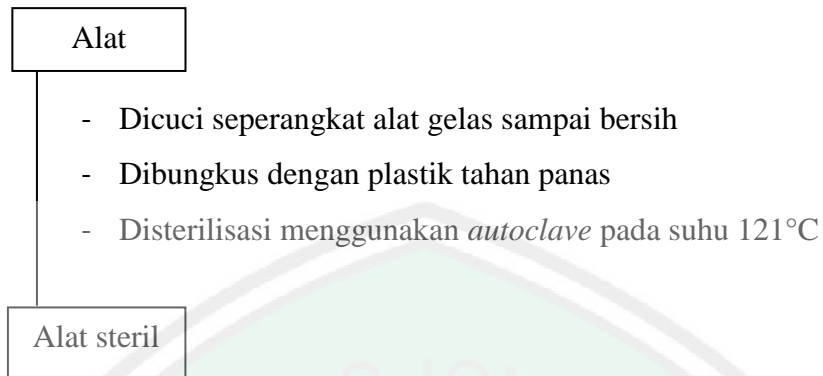 Alat
- Dicuci seperangkat alat gelas sampai bersih
- Dibungkus dengan plastik tahan panas
- Disterilisasi menggunakan autoclave pada suhu 121°C
Alat steril